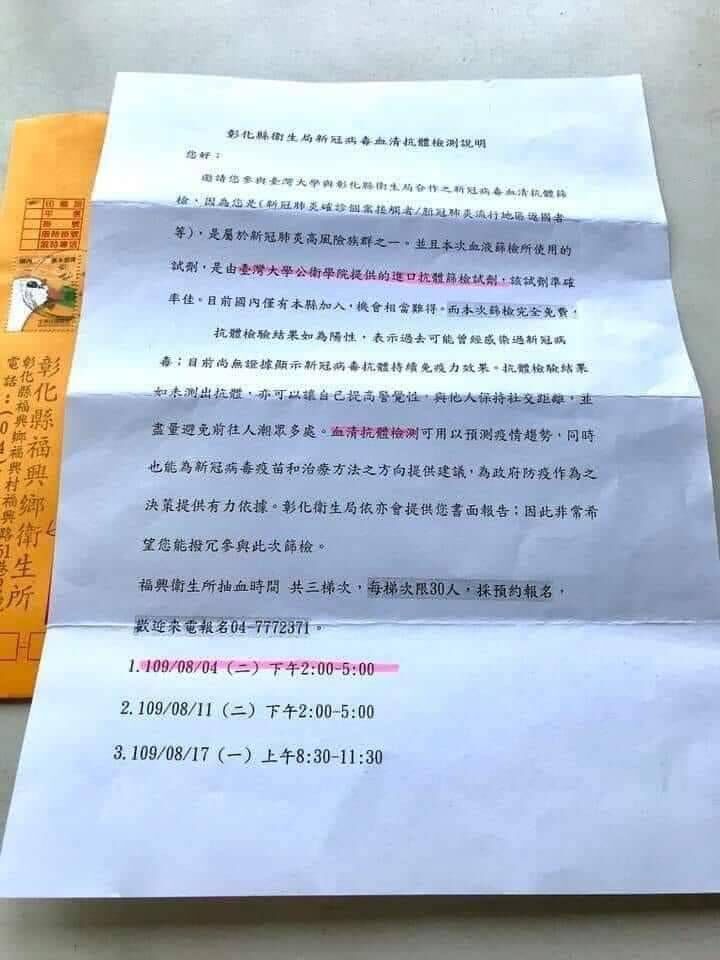 彰化縣衛生局新冠病毒血清抗體檢測說明
您好：
邀請您參與臺灣大學與彰化縣衛生局合作之新冠病毒血清抗體篩
檢，因為您是(新冠肺炎確診個案接觸者/新冠肺炎流行地區返國者
等)，是屬於新冠肺炎高風險族群之一。並且本次血液篩檢所使用的
試劑，是由臺灣大學公衛學院提供的進口抗體篩檢試劑，該試劑準確
率佳。目前國內僅有本縣加入，機會相當難得。而本次篩檢完全免費，
抗體檢驗結果如為陽性，表示過去可能曾經感染過新冠病
毒；目前尚無證據顯示新冠病毒抗體持續免疫力效果。抗體檢驗結果
如未測出抗體，亦可以讓自己提高警覺性，與他人保持社交距離，並
盡量避免前往人潮眾多處。血清抗體檢測可用以預測疫情趨勢，同時
也能為新冠病毒疫苗和治療方法之方向提供建議，為政府防疫作為之
決策提供有力依據。彰化衛生局依亦會提供您書面報告；因此非常希
望您能撥冗參與此次篩檢。
福興衛生所抽血時間 共三梯次，每梯次限30人，採預約報名，
歡迎來電報名04-7772371。
1.109/08/04（二）下午2:00-5:00
2.109/08/11（二）下午2:00-5:00
3.109/08/17（一）上午8:30-11:30
彰化縣福興鄉衛生所
彰化縣福興鄉福興村福興路
電話：(04
印刷品